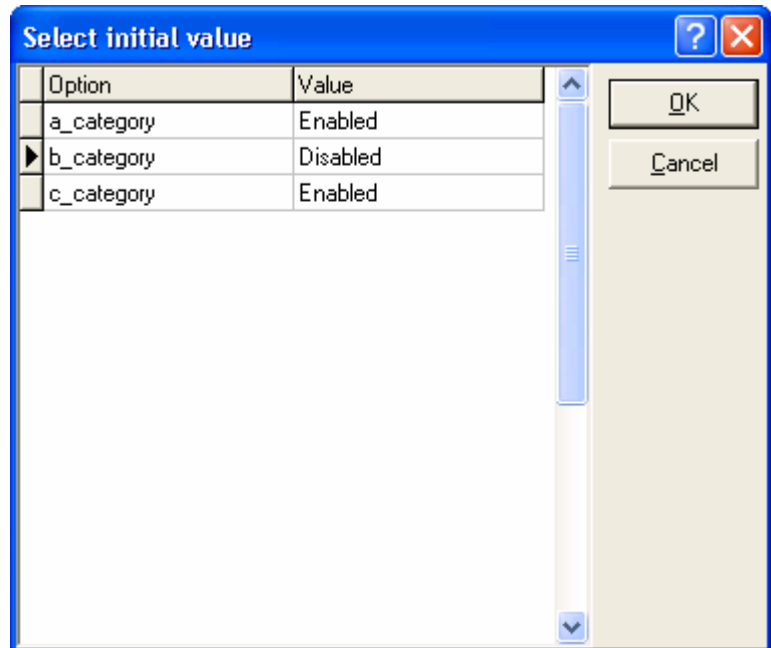 Select initial value ?
Option Value
a_category Enabled
b_category Disabled
c_category Enabled
OK
Cancel